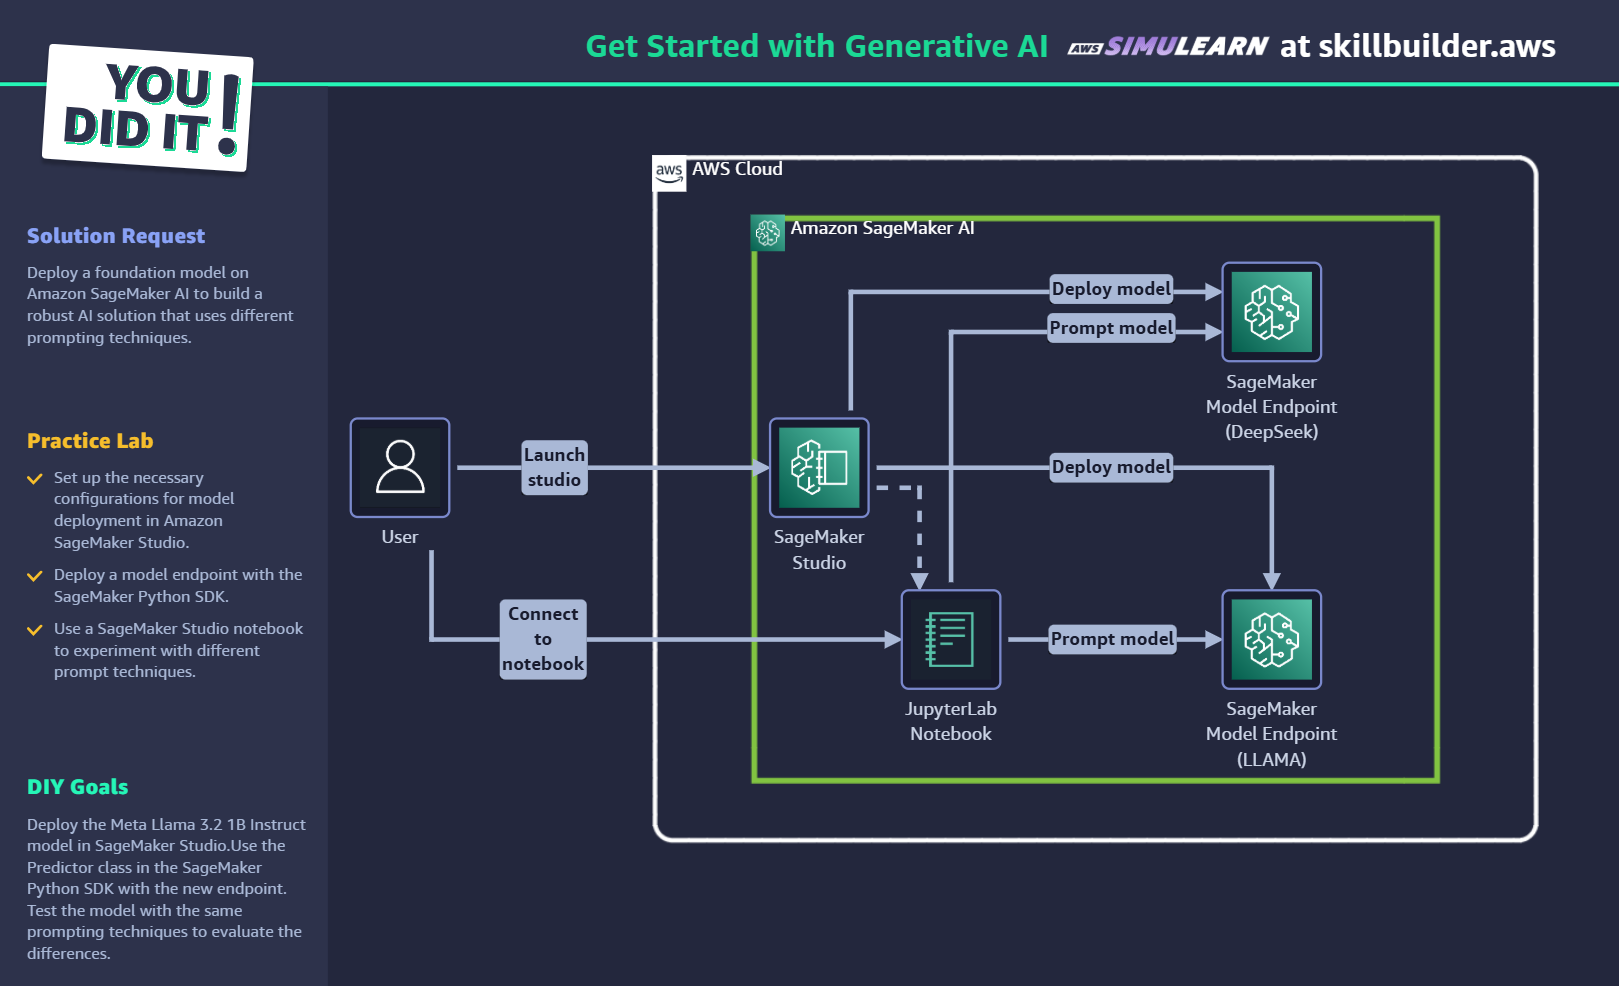 Get Started with Generative AI AWS SIMULEARN at skillbuilder.aws
YOU
DID IT!
Solution Request
Deploy a foundation model on
Amazon SageMaker AI to build a
robust AI solution that uses different
prompting techniques.
Practice Lab
Set up the necessary
configurations for model
deployment in Amazon
SageMaker Studio.
Deploy a model endpoint with the
SageMaker Python SDK.
Use a SageMaker Studio notebook
to experiment with different
prompt techniques.
DIY Goals
Deploy the Meta Llama 3.2 1B Instruct
model in SageMaker Studio.Use the
Predictor class in the SageMaker
Python SDK with the new endpoint.
Test the model with the same
prompting techniques to evaluate the
differences.
aws
AWS Cloud
Amazon SageMaker AI
Deploy model
Prompt model
SageMaker
Model Endpoint
(DeepSeek)
User
Launch
studio
SageMaker
Studio
Deploy model
Connect
to
notebook
JupyterLab
Notebook
Prompt model
SageMaker
Model Endpoint
(LLAMA)